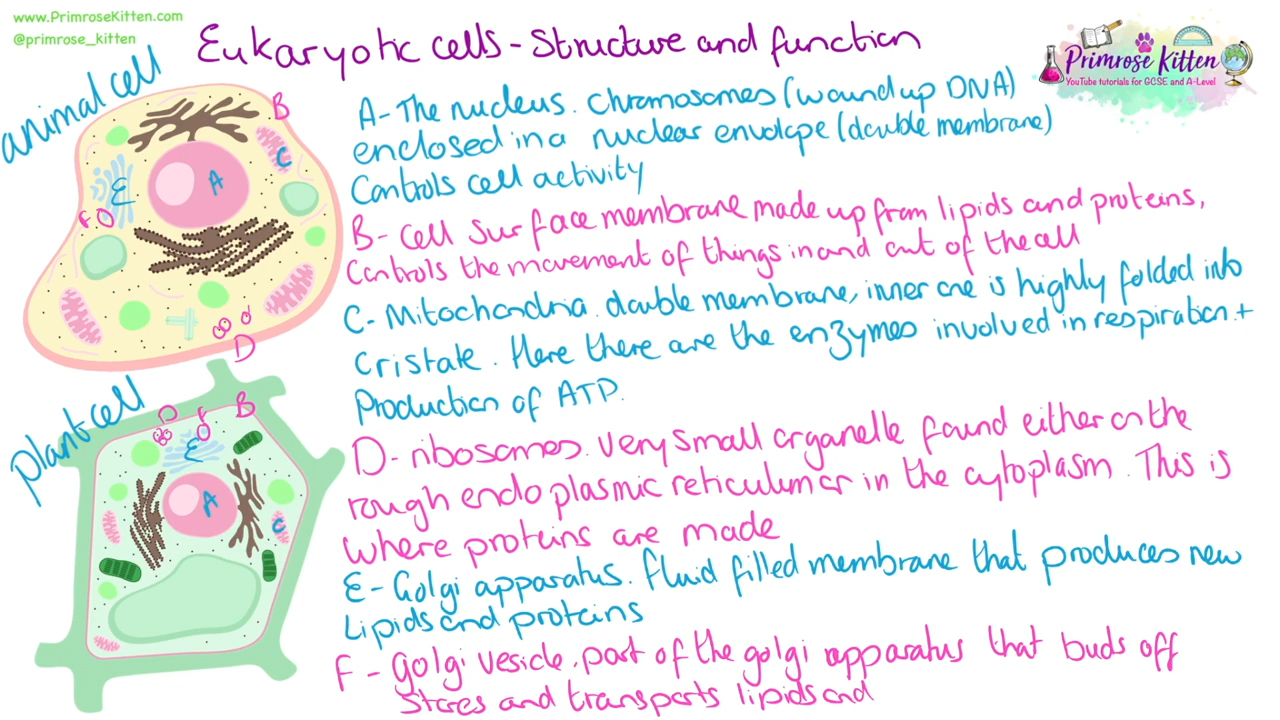 www.PrimroseKitten.com
@primrose_kitten
Eukaryotic cells - Structure and function
Primrose Kitten
YouTube tutorials for GCSE and A-Level
animal cell
B
C
A
E
F
D
plant cell
D
F
B
E
A
C
A - The nucleus. Chromosomes (wound up DNA)
enclosed in a nuclear envelope (double membrane)
Controls cell activity
B - Cell surface membrane made up from lipids and proteins,
Controls the movement of things in and out of the cell
C - Mitochondria. double membrane, inner one is highly folded into
cristate. Here there are the enzymes involved in respiration +
Production of ATP.
D - ribosomes. Very small organelle found either on the
rough endoplasmic reticulum or in the cytoplasm. This is
where proteins are made
E - Golgi apparatus. fluid filled membrane that produces new
Lipids and proteins
F - Golgi vesicle. part of the golgi apparatus that buds off
stores and transports lipids and